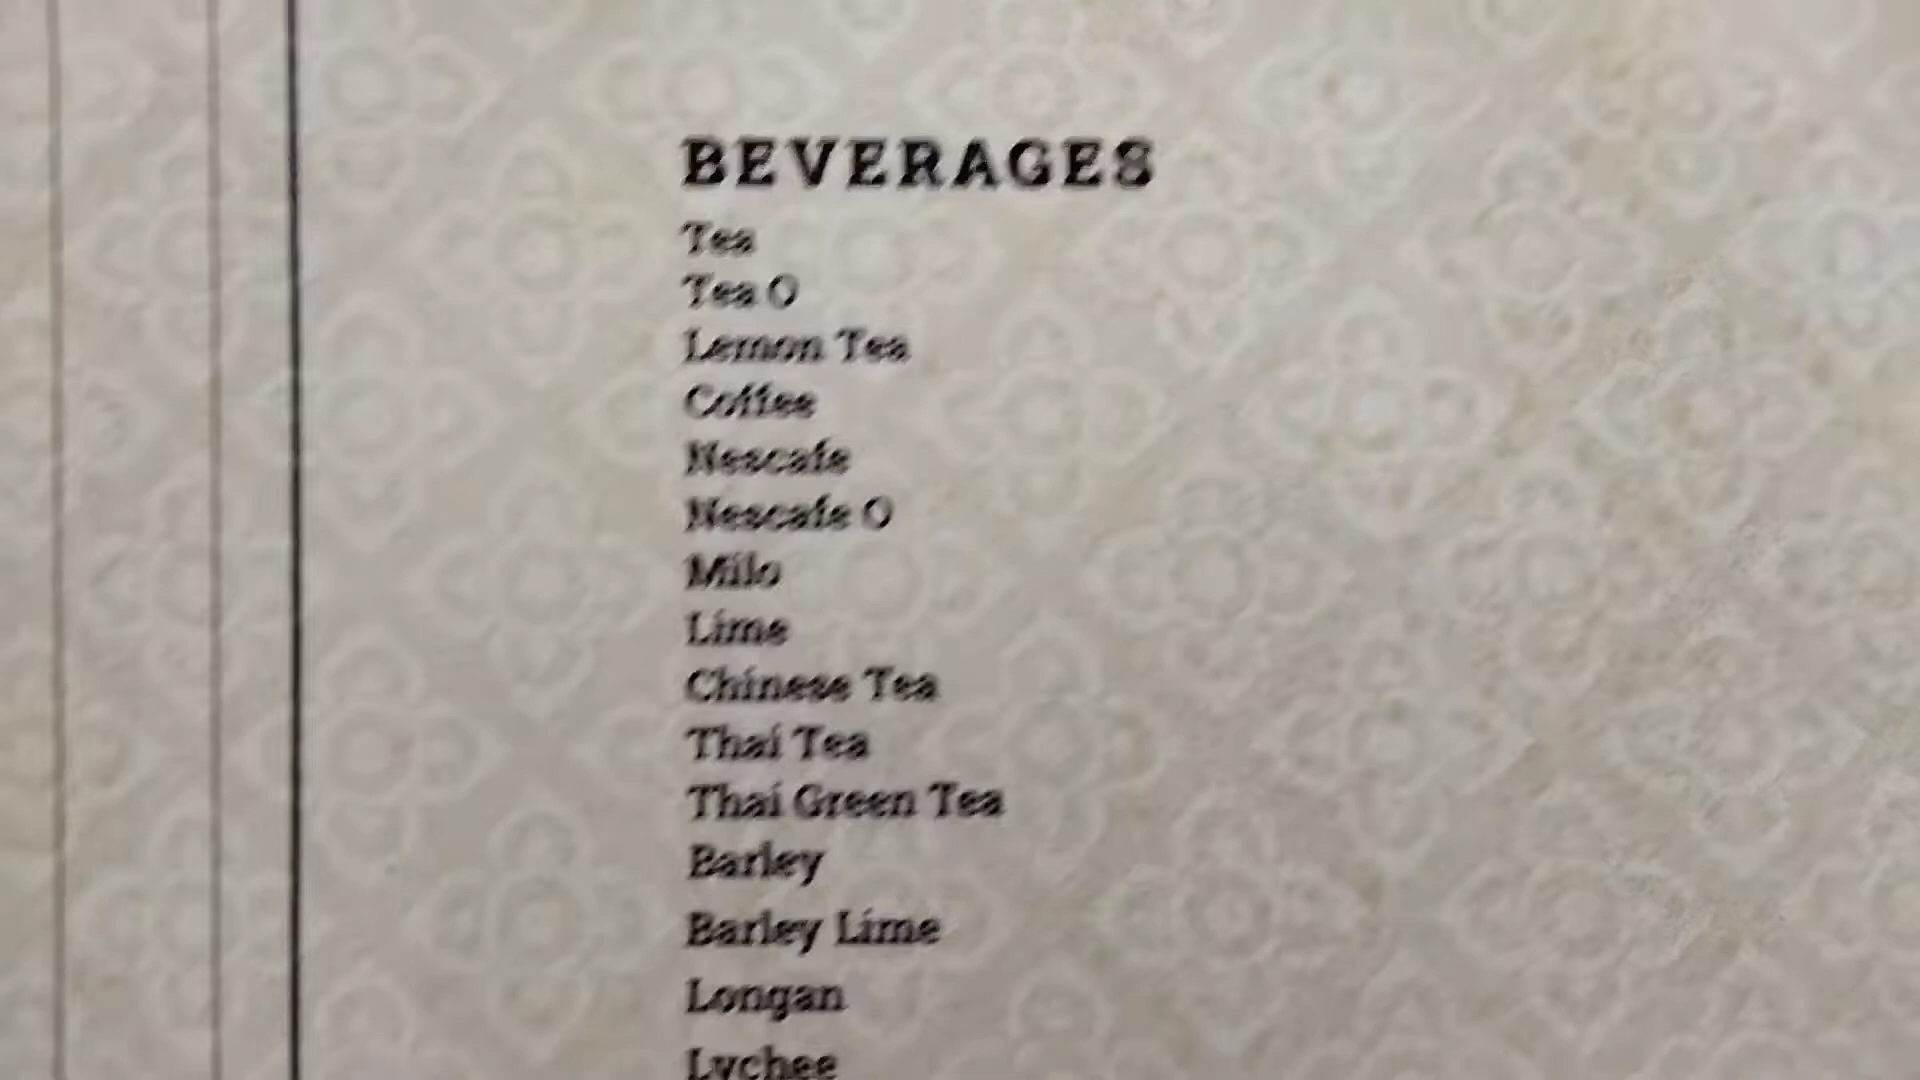 BEVERAGES
Tea
Tea O
Lemon Tea
Coffee
Nescafe
Nescafe O
Milo
Lime
Chinese Tea
Thai Tea
Thai Green Tea
Barley
Barley Lime
Longan
Lychee